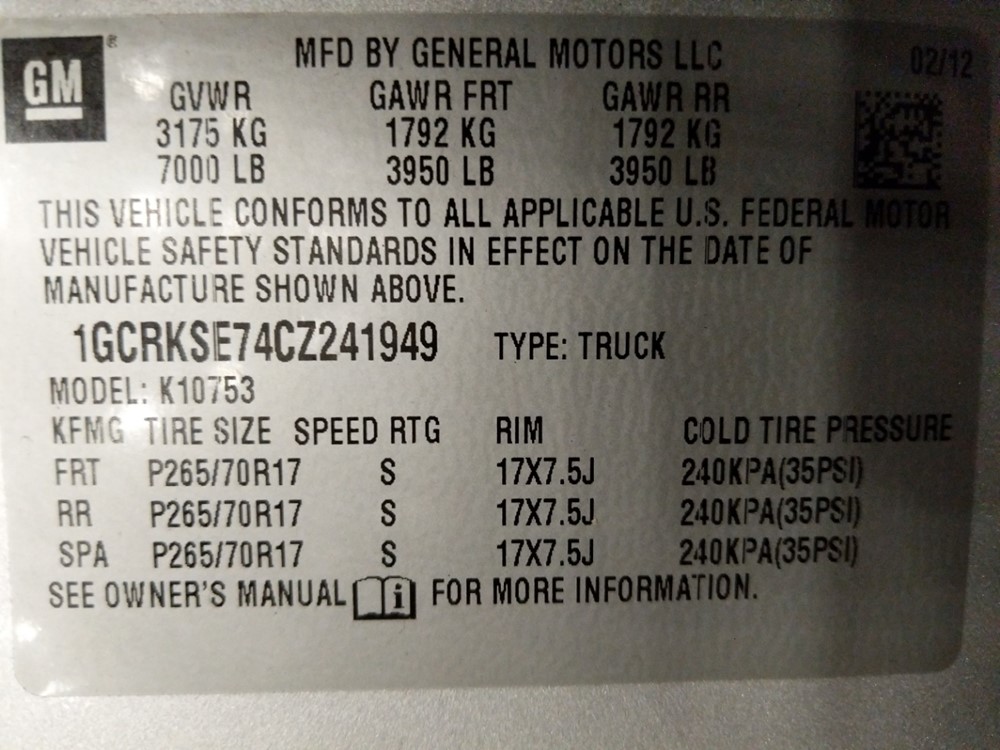 GM ®
MFD BY GENERAL MOTORS LLC 02/12
GVWR GAWR FRT GAWR RR
3175 KG 1792 KG 1792 KG
7000 LB 3950 LB 3950 LB
THIS VEHICLE CONFORMS TO ALL APPLICABLE U.S. FEDERAL MOTOR
VEHICLE SAFETY STANDARDS IN EFFECT ON THE DATE OF
MANUFACTURE SHOWN ABOVE.
1GCRKSE74CZ241949 TYPE: TRUCK
MODEL: K10753
KFMG TIRE SIZE SPEED RTG RIM COLD TIRE PRESSURE
FRT P265/70R17 S 17X7.5J 240KPA(35PSI)
RR P265/70R17 S 17X7.5J 240KPA(35PSI)
SPA P265/70R17 S 17X7.5J 240KPA(35PSI)
SEE OWNER'S MANUAL i FOR MORE INFORMATION.